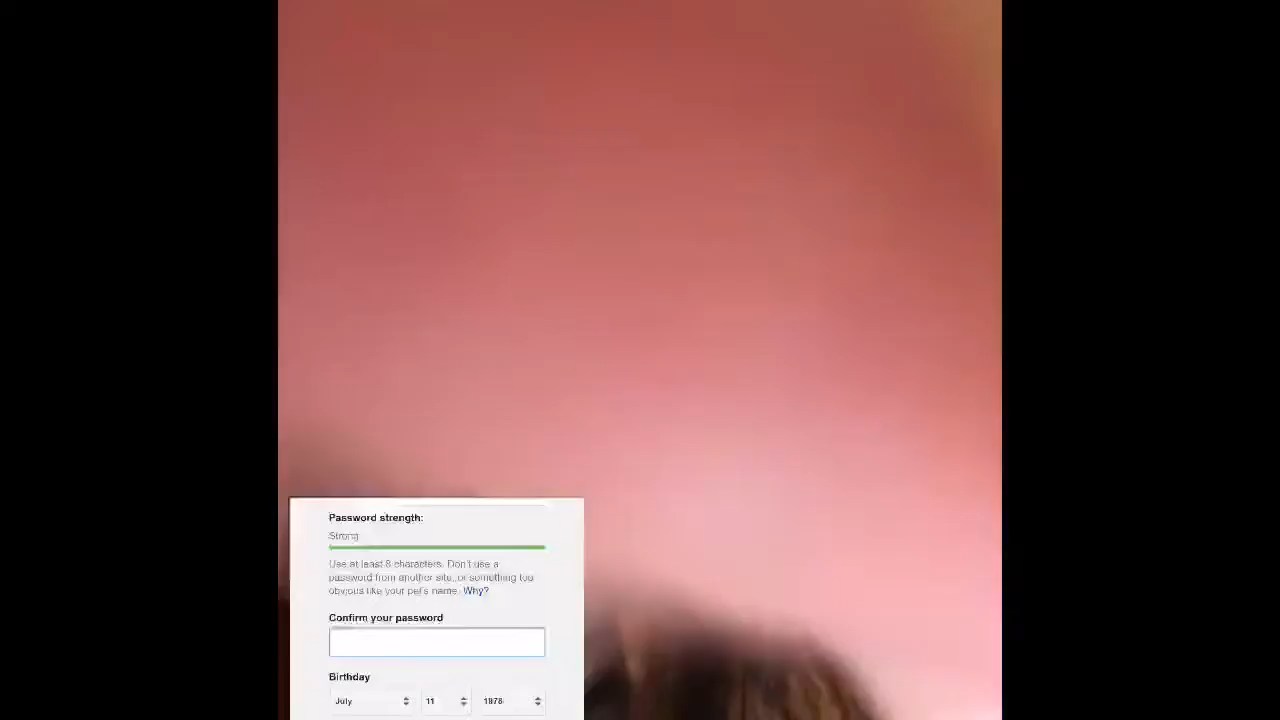 Password strength:
Strong
Use at least 8 characters. Don't use a
password from another site, or something too
obvious like your pet's name. Why?
Confirm your password
Birthday
July 11 1978